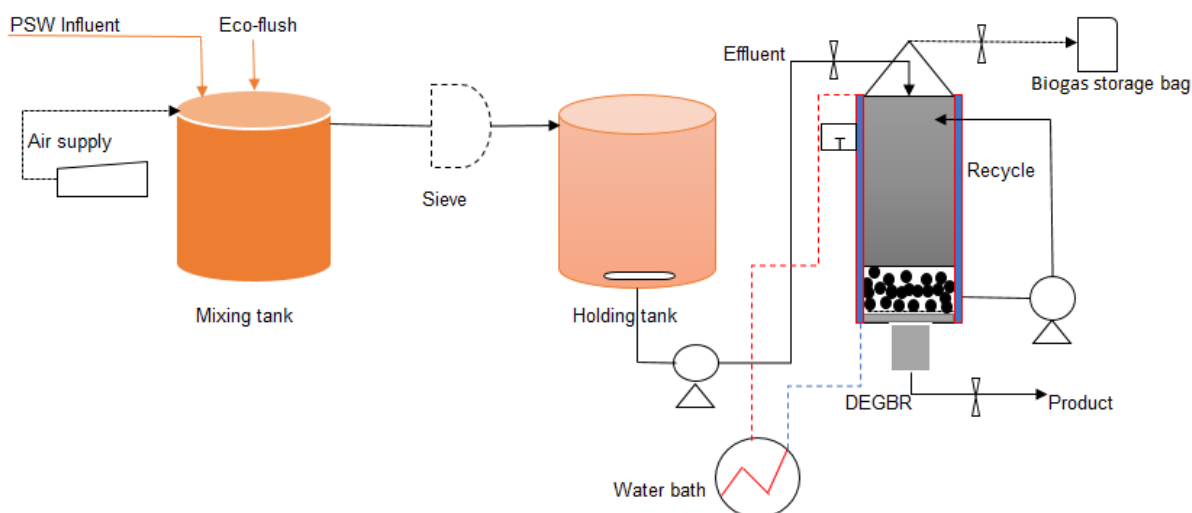 PSW Influent
Eco-flush
Effluent
Biogas storage bag
Air supply
T
Recycle
Sieve
Mixing tank
Holding tank
DEGBR
Product
Water bath